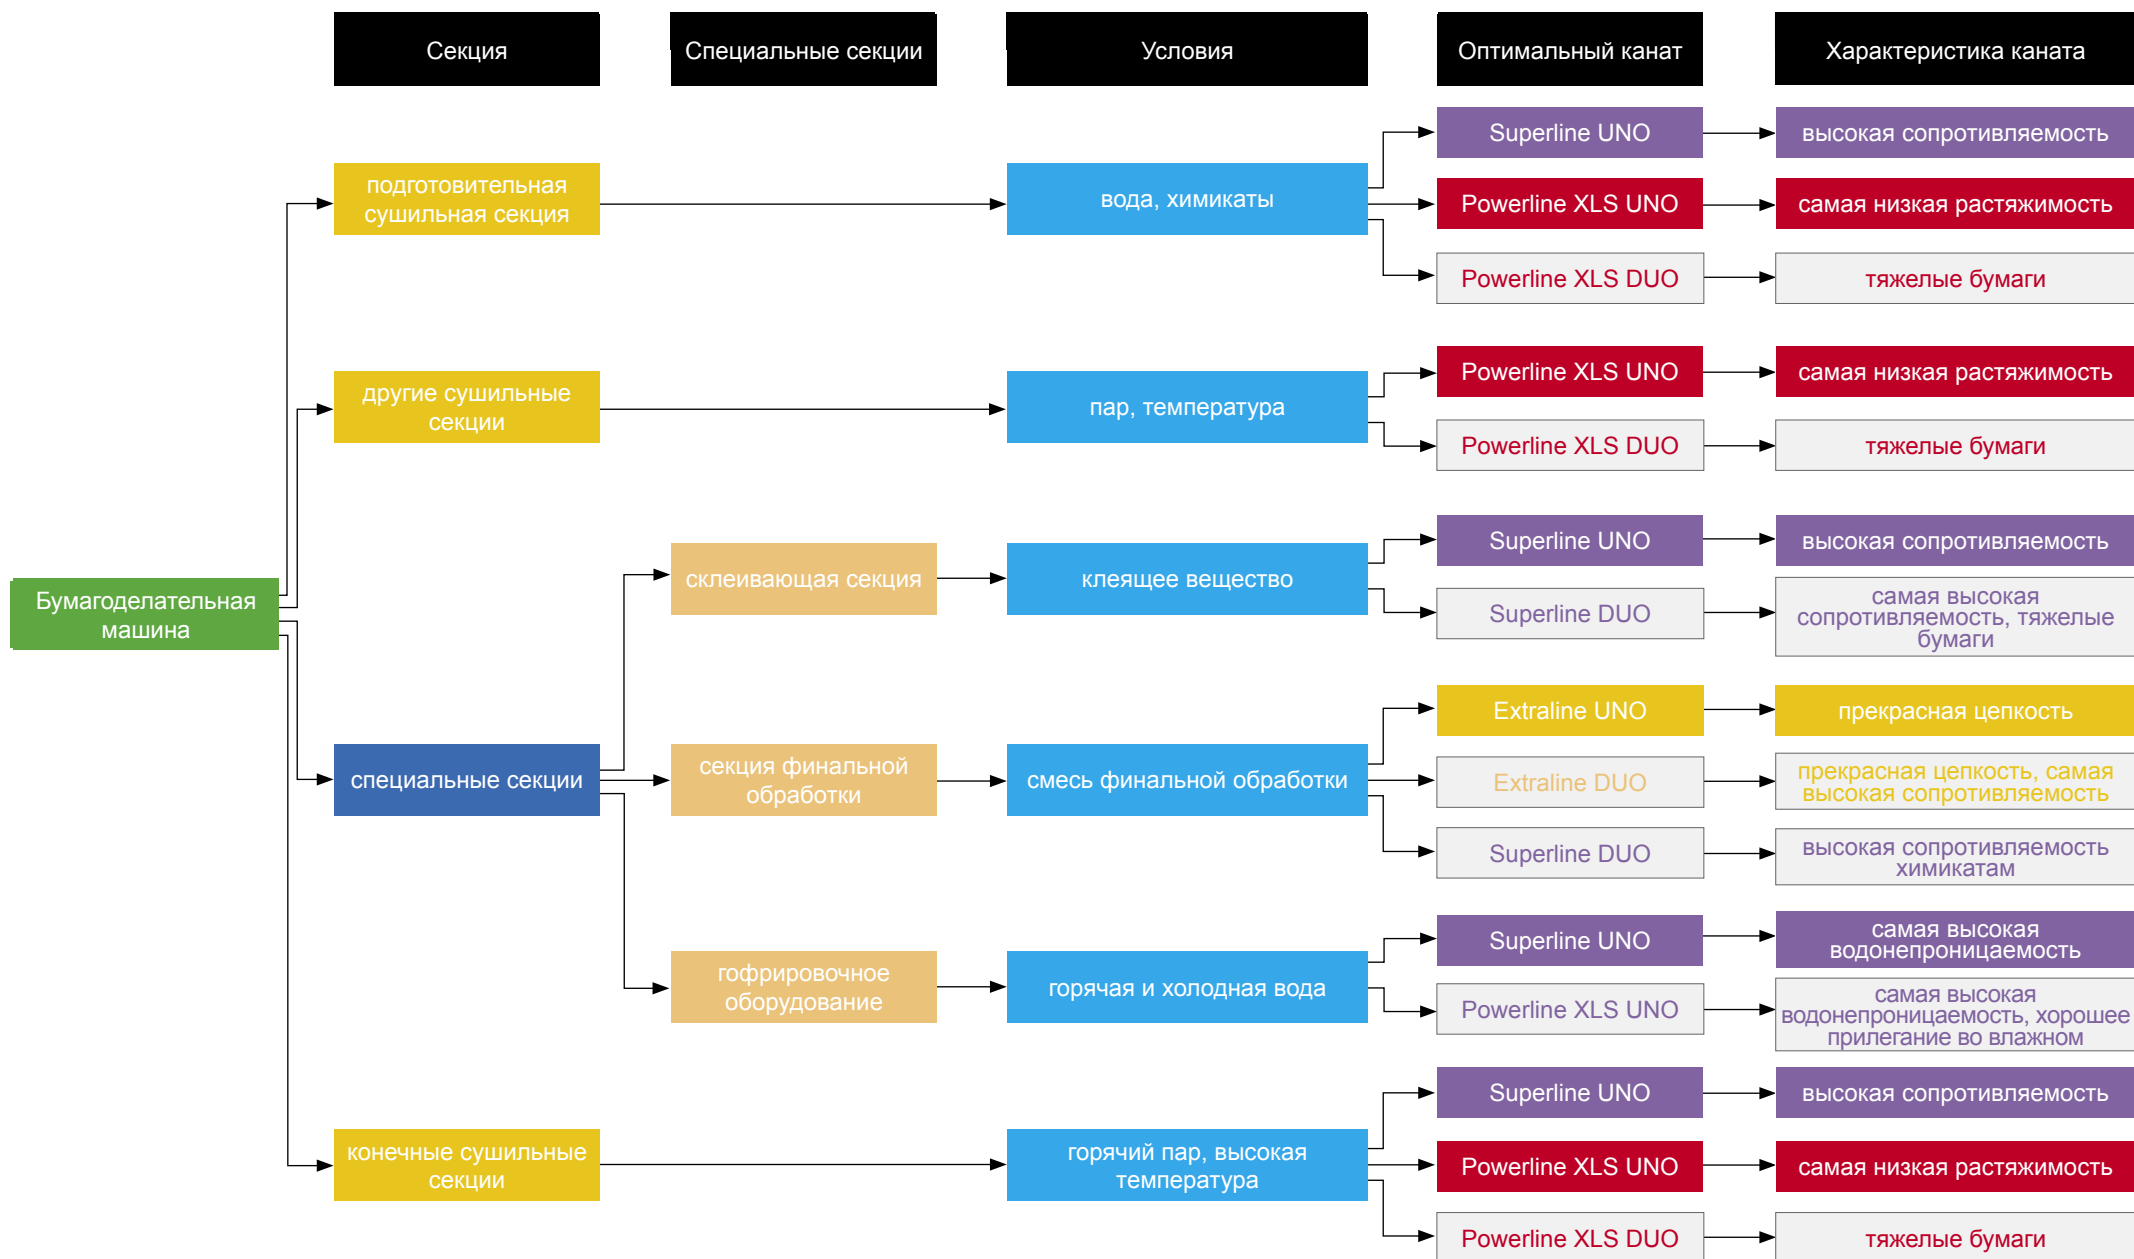 Секция
Специальные секции
Условия
Оптимальный канат
Характеристика каната
Superline UNO
высокая сопротивляемость
подготовительная
сушильная секция
вода, химикаты
Powerline XLS UNO
самая низкая растяжимость
Powerline XLS DUO
тяжелые бумаги
Powerline XLS UNO
самая низкая растяжимость
другие сушильные
секции
пар, температура
Powerline XLS DUO
тяжелые бумаги
Superline UNO
высокая сопротивляемость
склеивающая секция
клеящее вещество
Superline DUO
самая высокая
сопротивляемость, тяжелые
бумаги
Бумагоделательная
машина
Extraline UNO
прекрасная цепкость
специальные секции
секция финальной
обработки
смесь финальной обработки
Extraline DUO
прекрасная цепкость, самая
высокая сопротивляемость
Superline DUO
высокая сопротивляемость
химикатам
Superline UNO
самая высокая
водонепроницаемость
гофрировочное
оборудование
горячая и холодная вода
Powerline XLS UNO
самая высокая
водонепроницаемость, хорошее
прилегание во влажном
Superline UNO
высокая сопротивляемость
конечные сушильные
секции
горячий пар, высокая
температура
Powerline XLS UNO
самая низкая растяжимость
Powerline XLS DUO
тяжелые бумаги